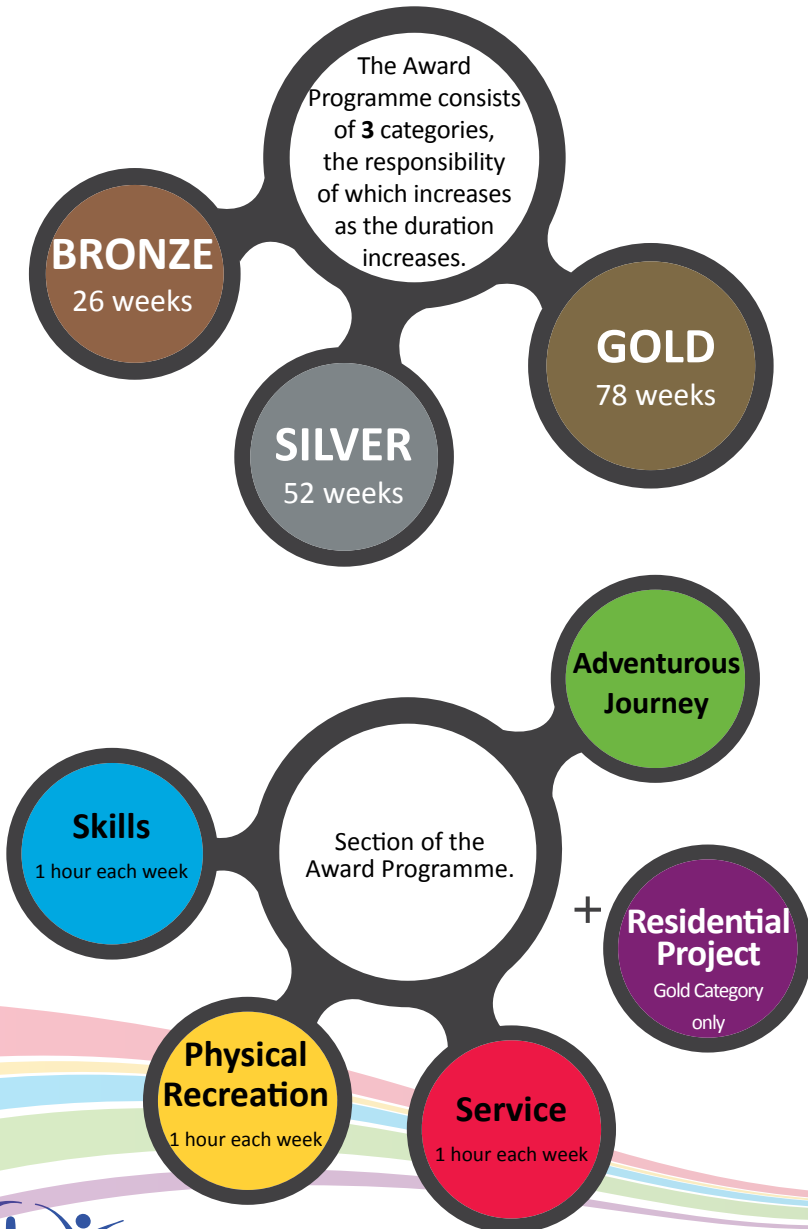 The Award
Programme consists
of 3 categories,
the responsibility
of which increases
as the duration
increases.
BRONZE
26 weeks
SILVER
52 weeks
GOLD
78 weeks
Adventurous
Journey
Skills
1 hour each week
Section of the
Award Programme.
+
Residential
Project
Gold Category
only
Physical
Recreation
1 hour each week
Service
1 hour each week